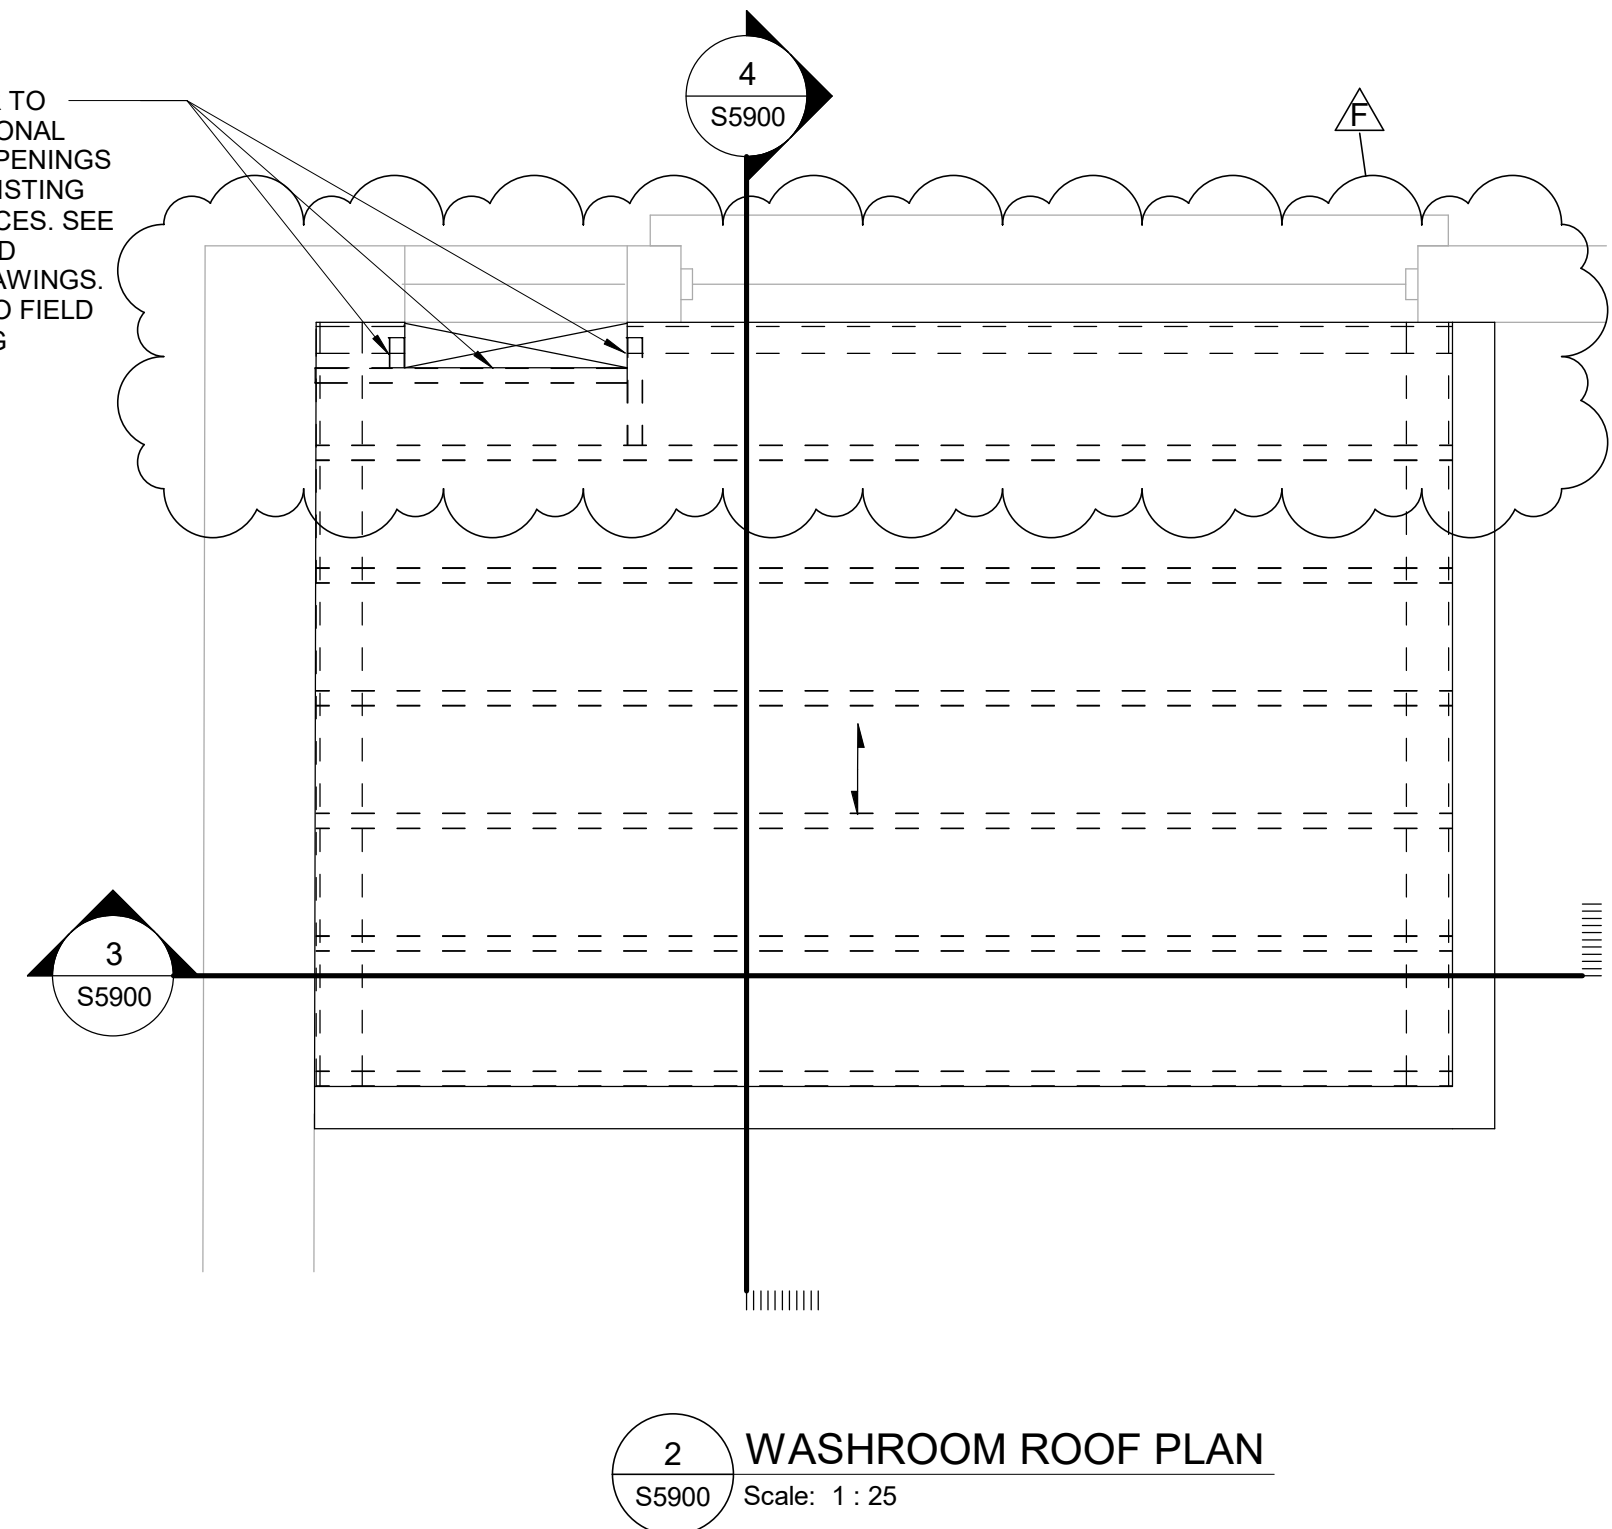 TO
ONAL
PENINGS
ISTING
CES. SEE
D
AWINGS.
O FIELD
G
4
S5900
F
3
S5900
2
S5900
WASHROOM ROOF PLAN
Scale: 1 : 25